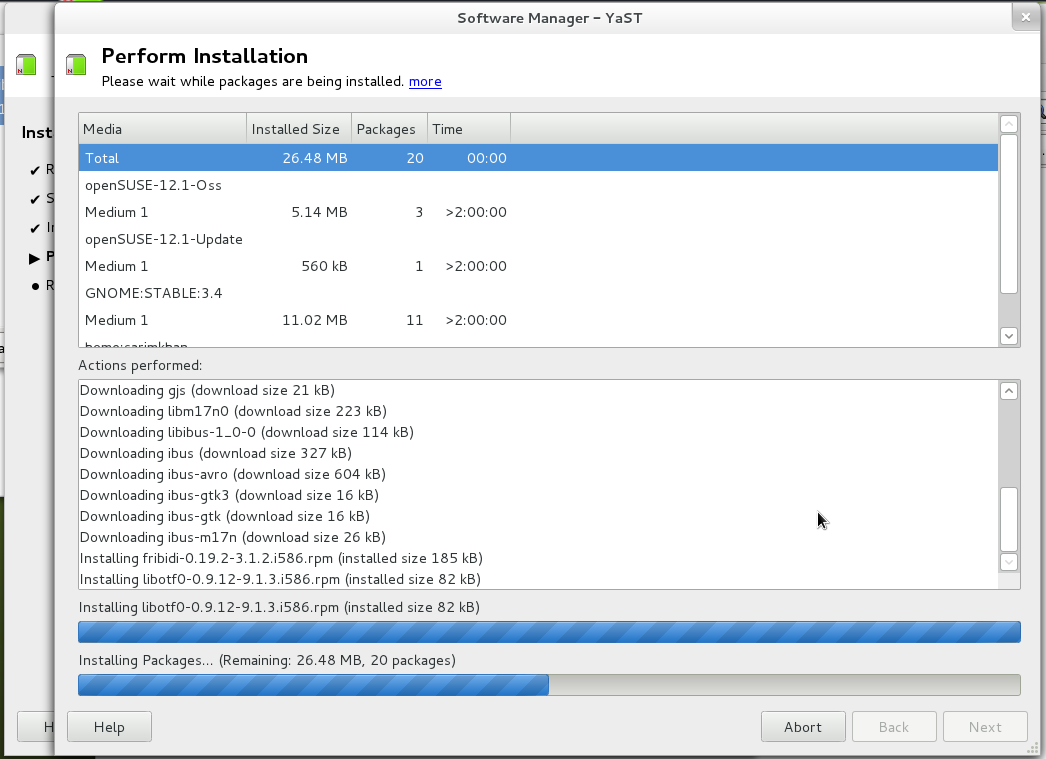 Software Manager – YaST
Perform Installation
Please wait while packages are being installed. more
Inst
Media Installed Size Packages Time
Total 26.48 MB 20 00:00
openSUSE-12.1-Oss
Medium 1 5.14 MB 3 >2:00:00
openSUSE-12.1-Update
Medium 1 560 kB 1 >2:00:00
GNOME:STABLE:3.4
Medium 1 11.02 MB 11 >2:00:00
Actions performed:
Downloading gjs (download size 21 kB)
Downloading libm17n0 (download size 223 kB)
Downloading libibus-1_0-0 (download size 114 kB)
Downloading ibus (download size 327 kB)
Downloading ibus-avro (download size 604 kB)
Downloading ibus-gtk3 (download size 16 kB)
Downloading ibus-gtk (download size 16 kB)
Downloading ibus-m17n (download size 26 kB)
Installing fribidi-0.19.2-3.1.2.i586.rpm (installed size 185 kB)
Installing libotf0-0.9.12-9.1.3.i586.rpm (installed size 82 kB)
Installing libotf0-0.9.12-9.1.3.i586.rpm (installed size 82 kB)
Installing Packages... (Remaining: 26.48 MB, 20 packages)
Help Abort Back Next